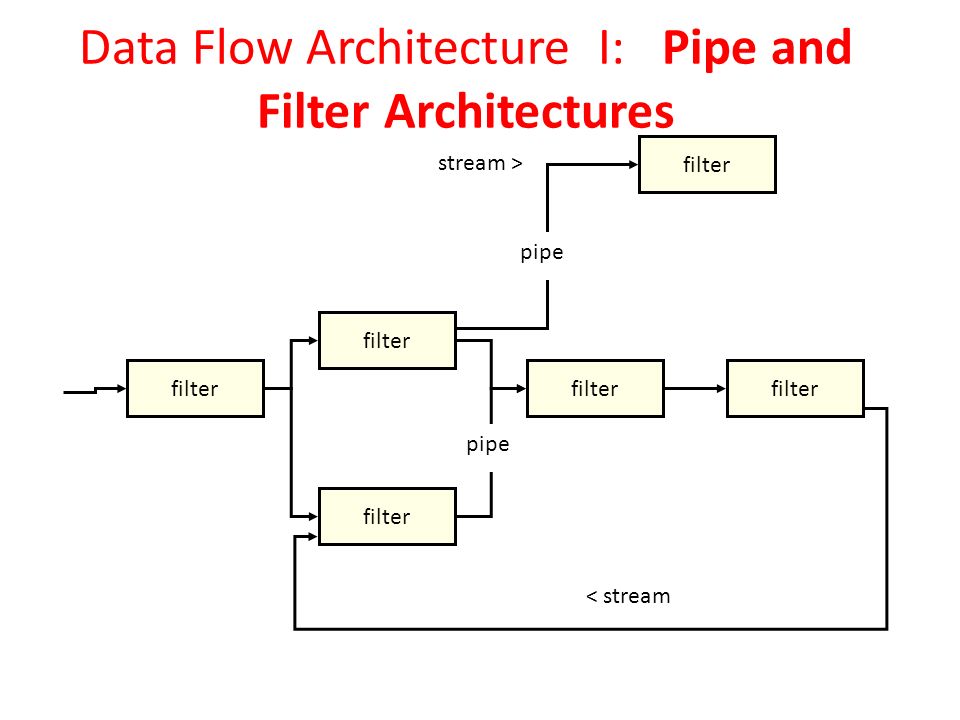 Data Flow Architecture I: Pipe and
Filter Architectures
stream >
filter
pipe
filter
filter
filter
filter
pipe
filter
< stream